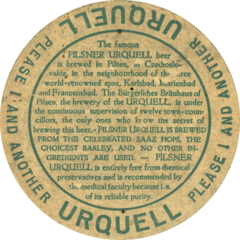 URQUELL
PLEASE AND ANOTHER
The famous
PILSNER URQUELL beer
is brewed in Pilsen, in Czechoslo-
vakia, in the neighbourhood of the three
world-renowned spas, Karlsbad, Marienbad
and Franzensbad. The Bürgerliches Bräuhaus of
Pilsen, the brewery of the URQUELL, is under
the continuous supervision of twelve town-coun-
cillors, the only ones who know the secret of
brewing this beer.- PILSNER URQUELL IS BREWED
FROM THE CELEBRATED SAAZ HOPS, THE
CHOICEST BARLEY, AND NO OTHER IN-
GREDIENTS ARE USED. — PILSENER
URQUELL is entirely free from chemical
preservatives and is recommended by
the medical faculty because
of its reliable purity.
PLEASE AND ANOTHER
URQUELL